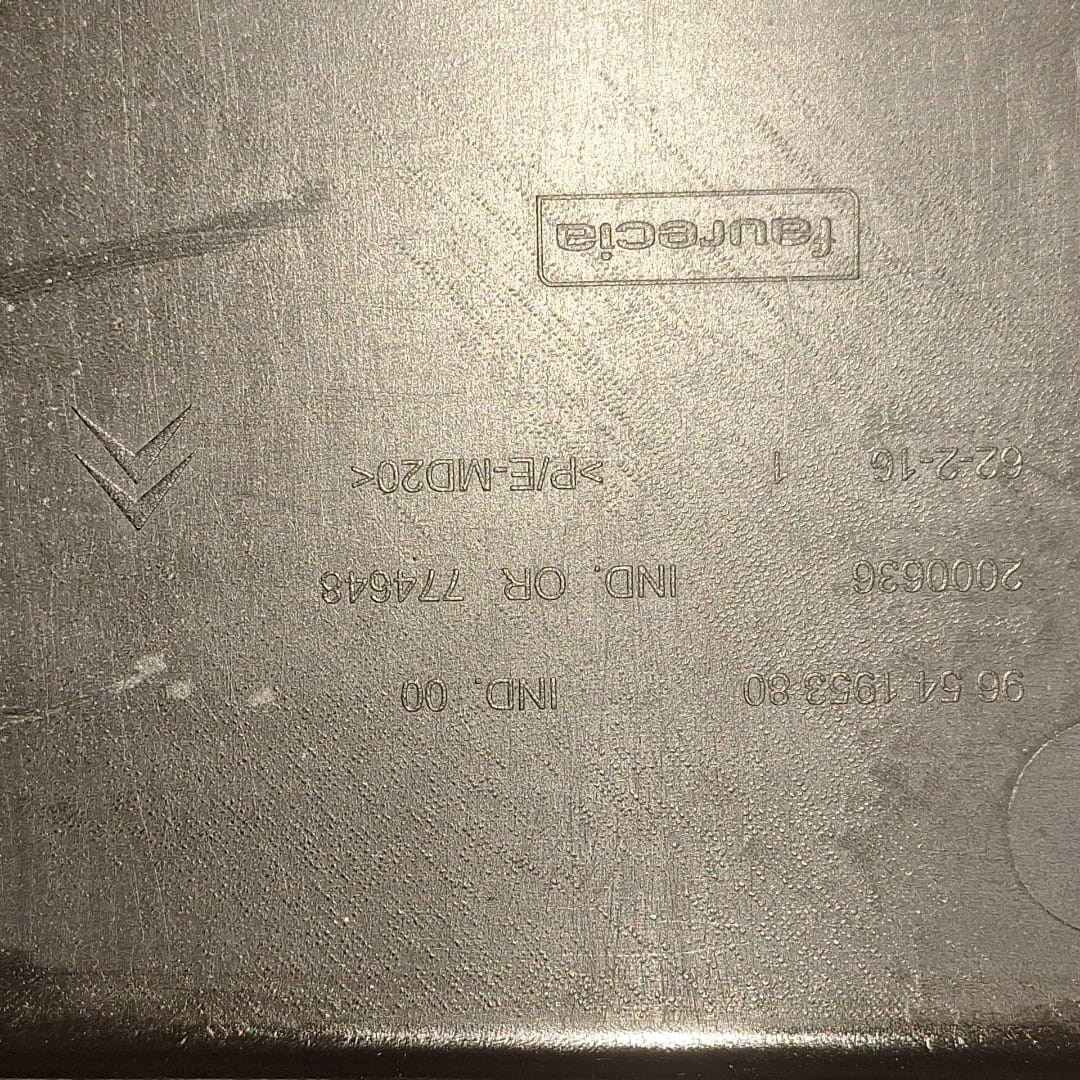 96 54 1953 80 IND. 00
2000636 IND. OR 774648
62-2-16 1 >P/E-MD20<
faurecia